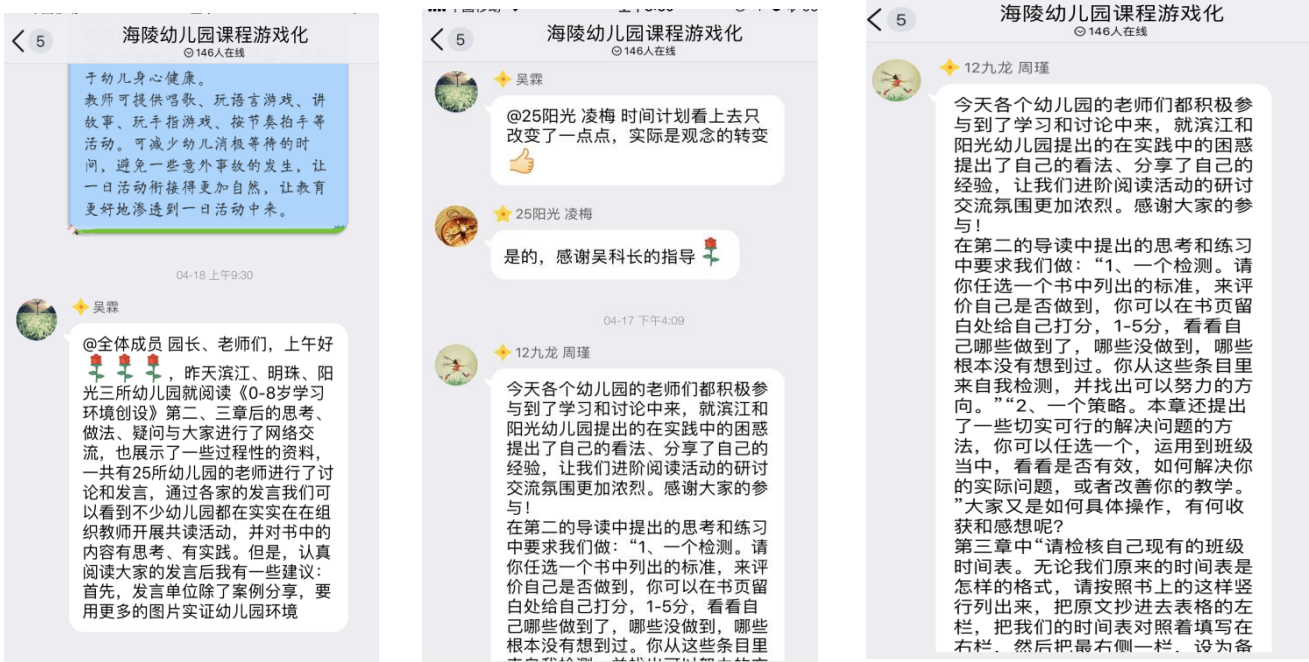 5
海陵幼儿园课程游戏化
146人在线
于幼儿身心健康。
教师可提供唱歌、玩语言游戏、讲
故事、玩手指游戏、按节奏拍手等
活动。可减少幼儿消极等待的时
间，避免一些意外事故的发生，让
一日活动衔接得更加自然，让教育
更好地渗透到一日活动中来。
04-18 上午9:30
吴霖
@全体成员 园长、老师们，上午好
🌹🌹🌹，昨天滨江、明珠、阳
光三所幼儿园就阅读《0-8岁学习
环境创设》第二、三章后的思考、
做法、疑问与大家进行了网络交
流，也展示了一些过程性的资料，
一共有25所幼儿园的老师进行了讨
论和发言，通过各家的发言我们可
以看到不少幼儿园都在实实在在组
织教师开展共读活动，并对书中的
内容有思考、有实践。但是，认真
阅读大家的发言后我有一些建议：
首先，发言单位除了案例分享，要
用更多的图片实证幼儿园环境
5
海陵幼儿园课程游戏化
146人在线
吴霖
@25阳光 凌梅 时间计划看上去只
改变了一点点，实际是观念的转变
👍
25阳光 凌梅
是的，感谢吴科长的指导🌹
04-17 下午4:09
12九龙 周瑾
今天各个幼儿园的老师们都积极参
与到了学习和讨论中来，就滨江和
阳光幼儿园提出的在实践中的困惑
提出了自己的看法、分享了自己的
经验，让我们进阶阅读活动的研讨
交流氛围更加浓烈。感谢大家的参
与！
在第二的导读中提出的思考和练习
中要求我们做：“1、一个检测。请
你任选一个书中列出的标准，来评
价自己是否做到，你可以在书页留
白处给自己打分，1-5分，看看自
己哪些做到了，哪些没做到，哪些
根本没有想到过。你从这些条目里
5
海陵幼儿园课程游戏化
146人在线
12九龙 周瑾
今天各个幼儿园的老师们都积极参
与到了学习和讨论中来，就滨江和
阳光幼儿园提出的在实践中的困惑
提出了自己的看法、分享了自己的
经验，让我们进阶阅读活动的研讨
交流氛围更加浓烈。感谢大家的参
与！
在第二的导读中提出的思考和练习
中要求我们做：“1、一个检测。请
你任选一个书中列出的标准，来评
价自己是否做到，你可以在书页留
白处给自己打分，1-5分，看看自
己哪些做到了，哪些没做到，哪些
根本没有想到过。你从这些条目里
来自我检测，并找出可以努力的方
向。”“2、一个策略。本章还提出
了一些切实可行的解决问题的方
法，你可以任选一个，运用到班级
当中，看看是否有效，如何解决你
的实际问题，或者改善你的教学。
”大家又是如何具体操作，有何收
获和感想呢？
第三章中“请检核自己现有的班级
时间表。无论我们原来的时间表是
怎样的格式，请按照书上的这样竖
行列出来，把原文抄进去表格的左
栏，把我们的时间表对照着填写在
右栏，然后把最右侧一栏，设为备